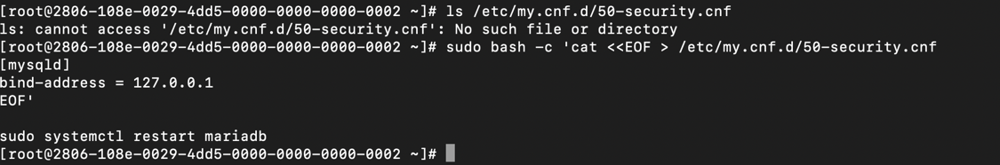 [root@2806-108e-0029-4dd5-0000-0000-0000-0002 ~]# ls /etc/my.cnf.d/50-security.cnf
ls: cannot access '/etc/my.cnf.d/50-security.cnf': No such file or directory
[root@2806-108e-0029-4dd5-0000-0000-0000-0002 ~]# sudo bash -c 'cat <<EOF > /etc/my.cnf.d/50-security.cnf
[mysqld]
bind-address = 127.0.0.1
EOF'

sudo systemctl restart mariadb
[root@2806-108e-0029-4dd5-0000-0000-0000-0002 ~]#